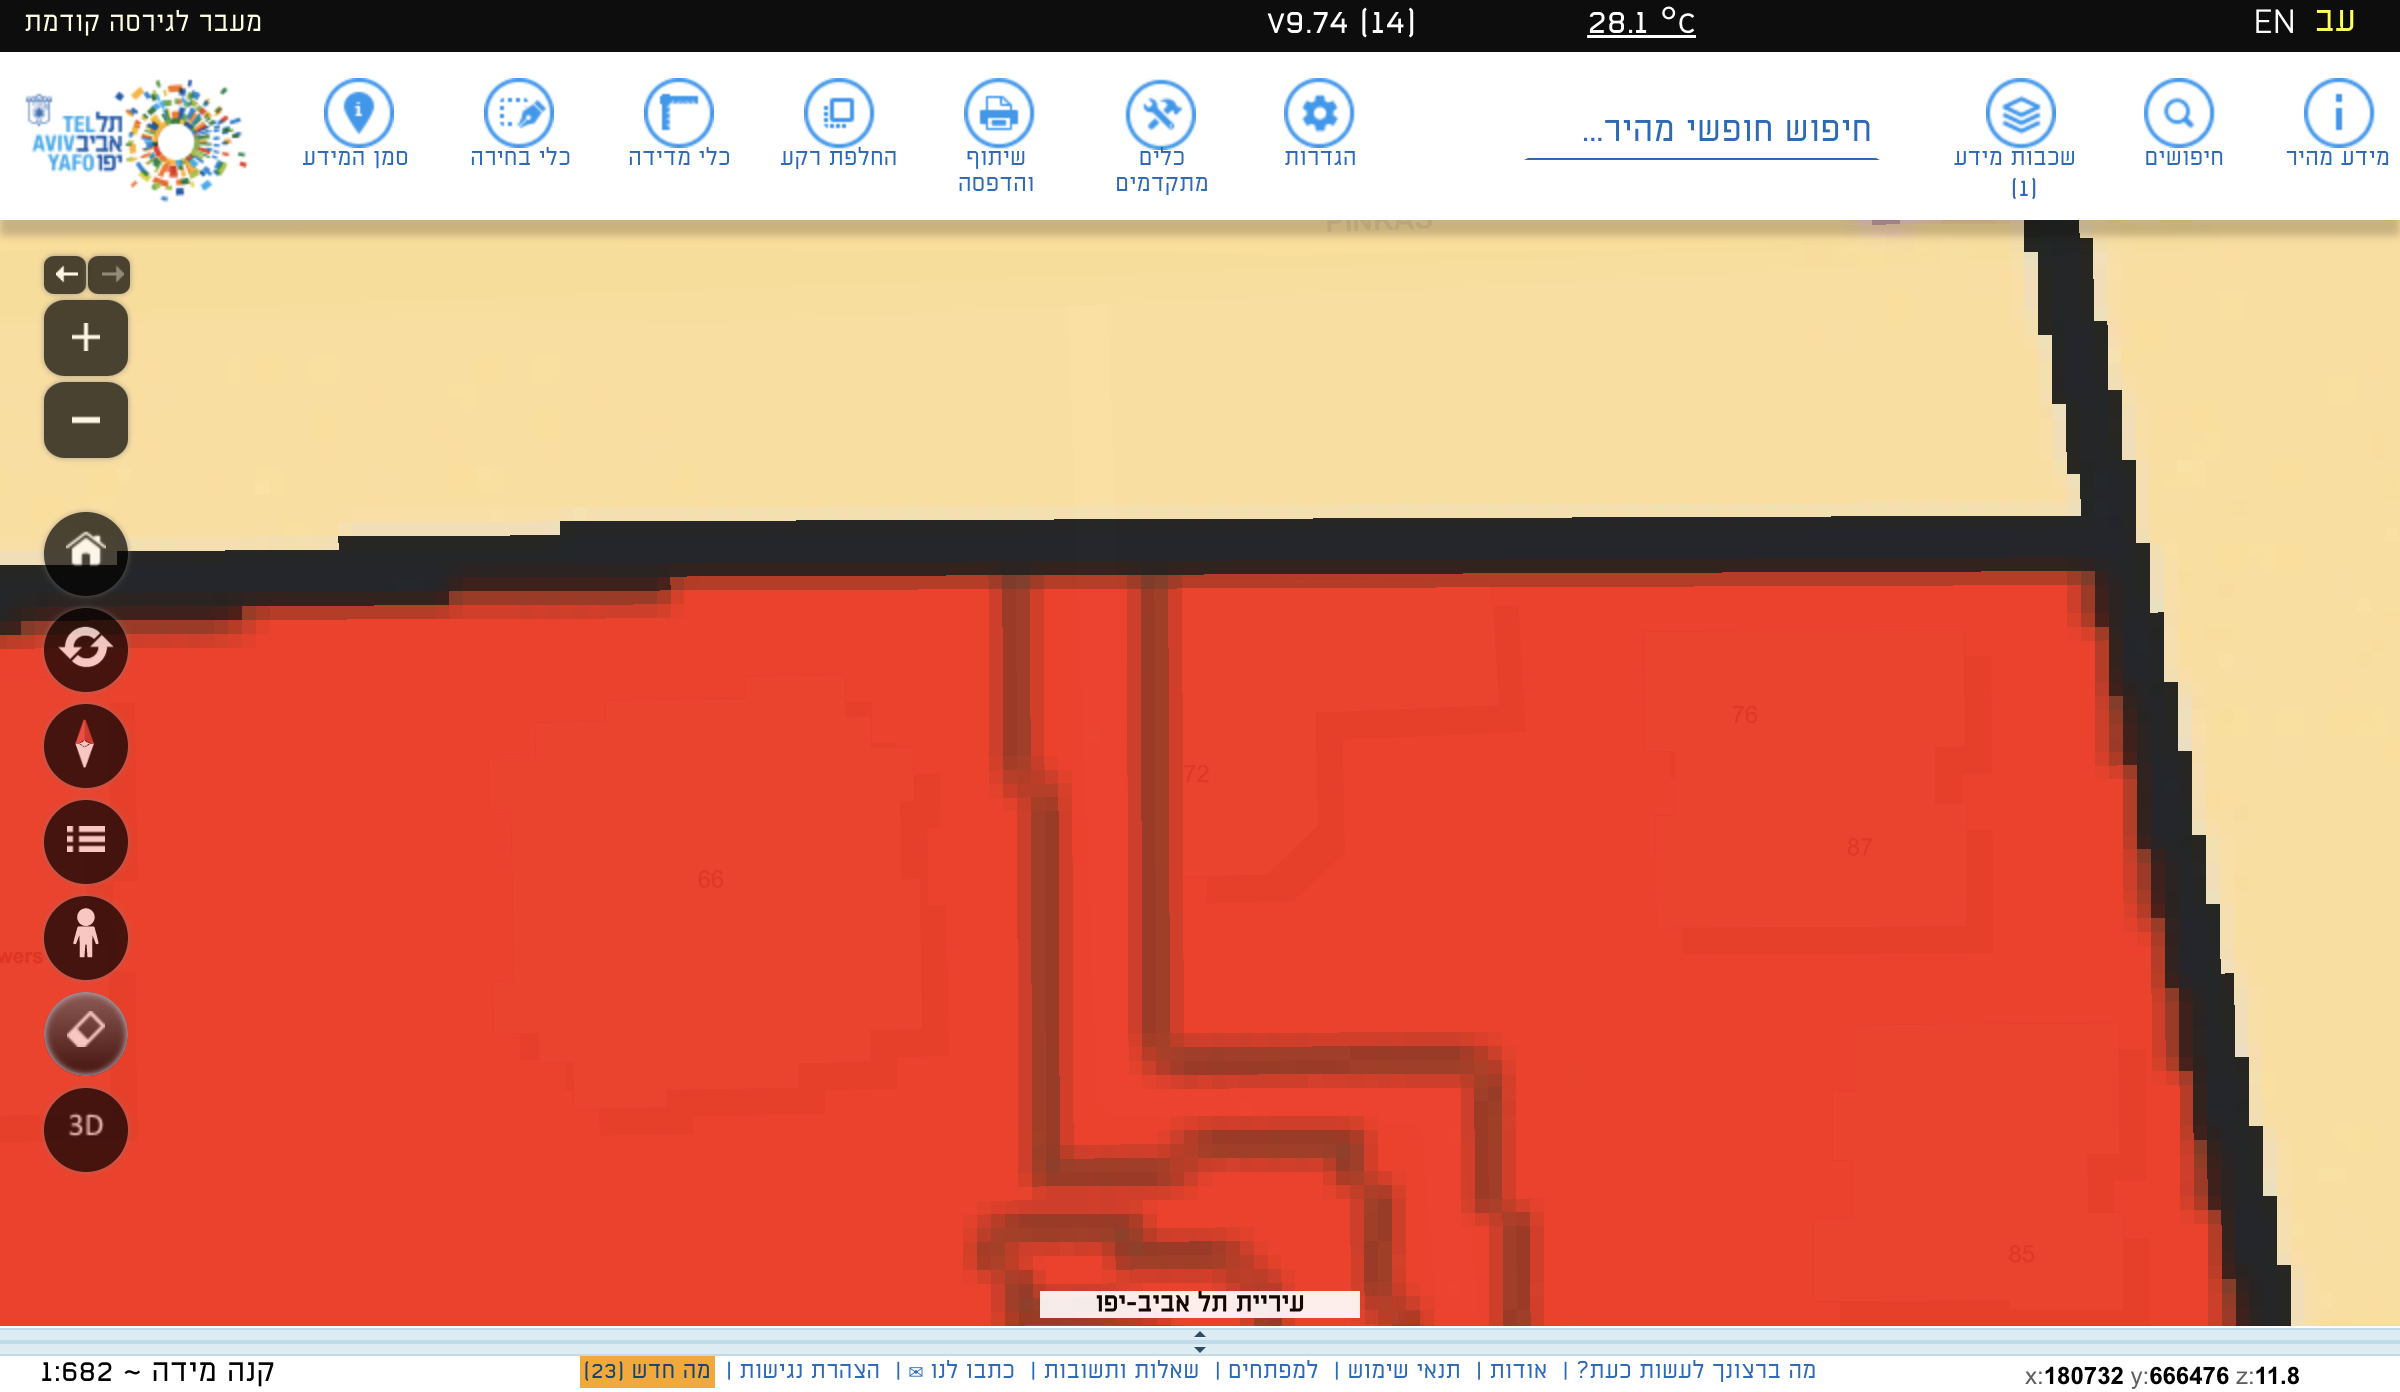 מעבר לגירסה קודמת
V9.74 (14)
28.1 °C
EN עב
תל אביב יפו
TEL AVIV YAFO
סמן המידע
כלי בחירה
כלי מדידה
החלפת רקע
שיתוף והדפסה
כלים מתקדמים
הגדרות
חיפוש חופשי מהיר...
שכבות מידע (1)
חיפושים
מידע מהיר
PINKAS
76
72
87
66
wers
85
3D
עיריית תל אביב-יפו
קנה מידה ~ 1:682
מה ברצונך לעשות כעת? | אודות | תנאי שימוש | למפתחים | שאלות ותשובות | כתבו לנו ✉ | הצהרת נגישות | מה חדש (23)
x:180732 y:666476 z:11.8